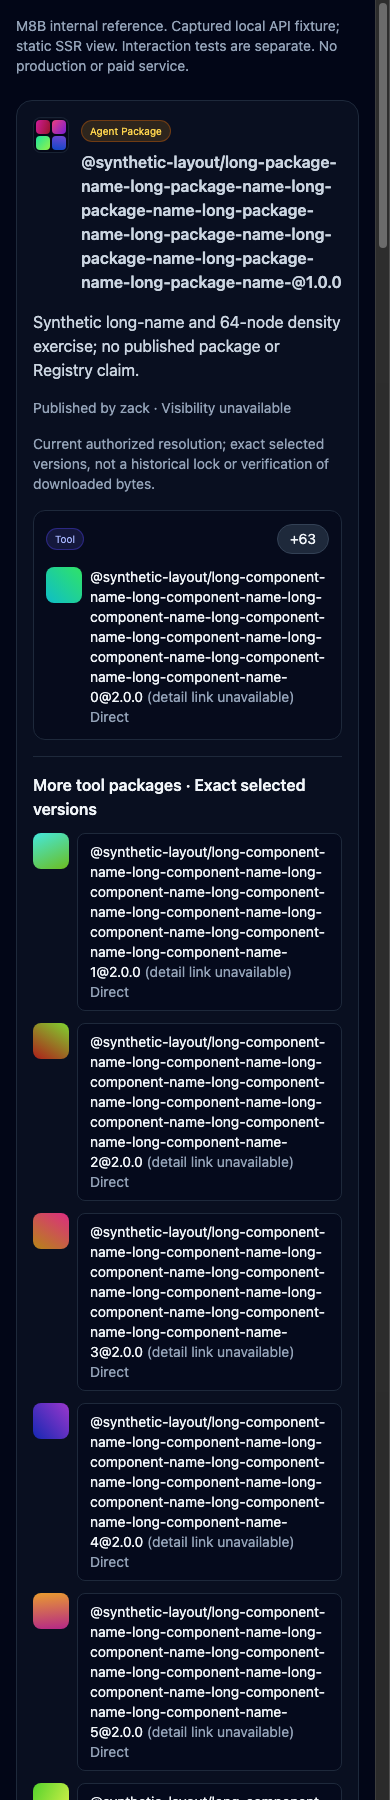 M8B internal reference. Captured local API fixture;
static SSR view. Interaction tests are separate. No
production or paid service.
Agent Package
@synthetic-layout/long-package-
name-long-package-name-long-
package-name-long-package-
name-long-package-name-long-
package-name-long-package-
name-long-package-name-@1.0.0
Synthetic long-name and 64-node density
exercise; no published package or
Registry claim.
Published by zack · Visibility unavailable
Current authorized resolution; exact selected
versions, not a historical lock or verification of
downloaded bytes.
Tool
+63
@synthetic-layout/long-component-
name-long-component-name-long-
component-name-long-component-
name-long-component-name-long-
component-name-long-component
name-long-component-name-
0@2.0.0 (detail link unavailable)
Direct
More tool packages · Exact selected
versions
@synthetic-layout/long-component-
name-long-component-name-long-
component-name-long-component-
name-long-component-name-long-
component-name-long-component
name-long-component-name-
1@2.0.0 (detail link unavailable)
Direct
@synthetic-layout/long-component-
name-long-component-name-long-
component-name-long-component-
name-long-component-name-long-
component-name-long-component
name-long-component-name-
2@2.0.0 (detail link unavailable)
Direct
@synthetic-layout/long-component-
name-long-component-name-long-
component-name-long-component-
name-long-component-name-long-
component-name-long-component
name-long-component-name-
3@2.0.0 (detail link unavailable)
Direct
@synthetic-layout/long-component-
name-long-component-name-long-
component-name-long-component-
name-long-component-name-long-
component-name-long-component
name-long-component-name-
4@2.0.0 (detail link unavailable)
Direct
@synthetic-layout/long-component-
name-long-component-name-long-
component-name-long-component-
name-long-component-name-long-
component-name-long-component
name-long-component-name-
5@2.0.0 (detail link unavailable)
Direct